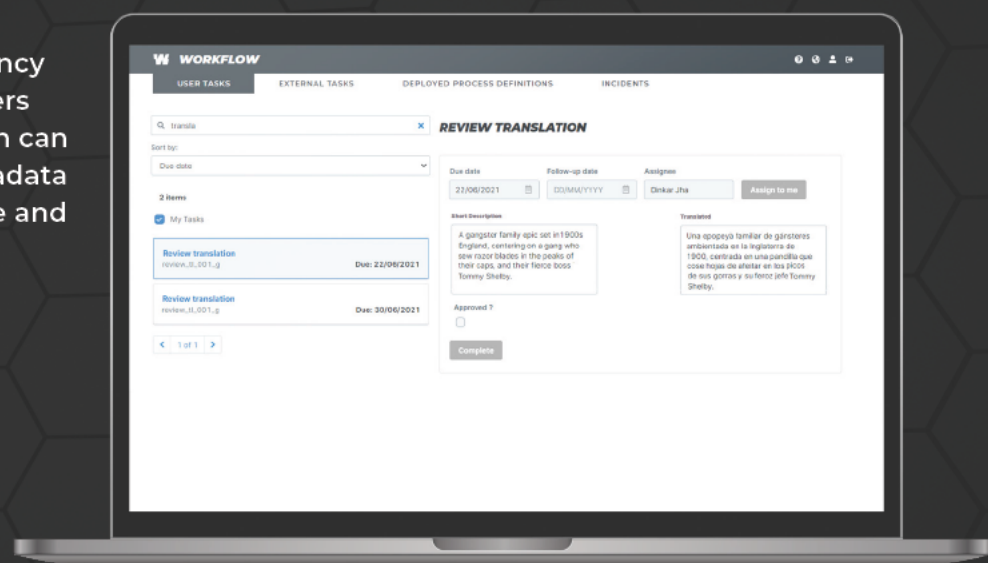 ncy
ers
n can
adata
e and
W WORKFLOW
USER TASKS EXTERNAL TASKS DEPLOYED PROCESS DEFINITIONS INCIDENTS
transla
Sort by:
Due date
2 items
My Tasks
Review translation
review_tl_001_g Due: 22/06/2021
Review translation
review_tl_001_g Due: 30/06/2021
1 of 1
REVIEW TRANSLATION
Due date Follow-up date Assignee
22/06/2021 DD/MM/YYYY Dinkar Jha Assign to me
Short Description Translated
A gangster family epic set in 1900s
England, centering on a gang who
sew razor blades in the peaks of
their caps, and their fierce boss
Tommy Shelby.
Una epopeya familiar de gánsteres
ambientada en la Inglaterra de
1900, centrada en una pandilla que
cose hojas de afeitar en los picos
de sus gorras y su feroz jefe Tommy
Shelby.
Approved ?
Complete